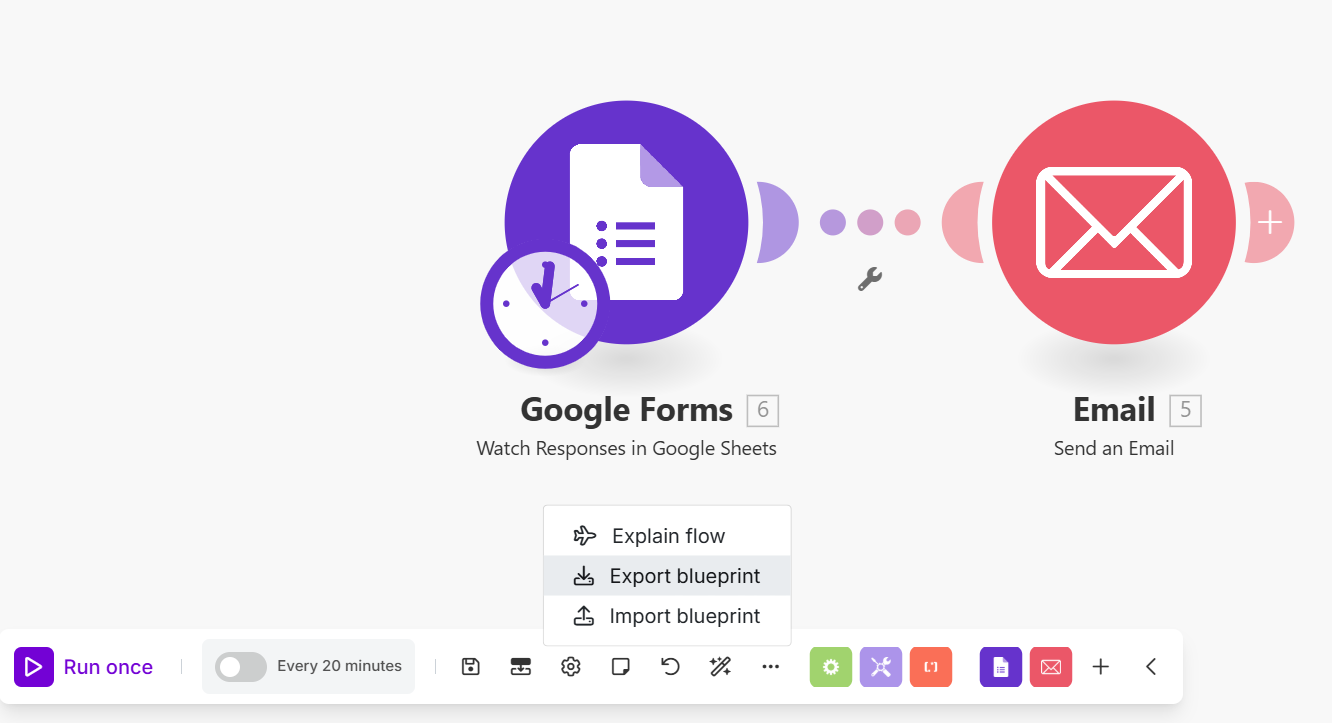 Google Forms 6
Watch Responses in Google Sheets
Email 5
Send an Email
Explain flow
Export blueprint
Import blueprint
Run once
Every 20 minutes